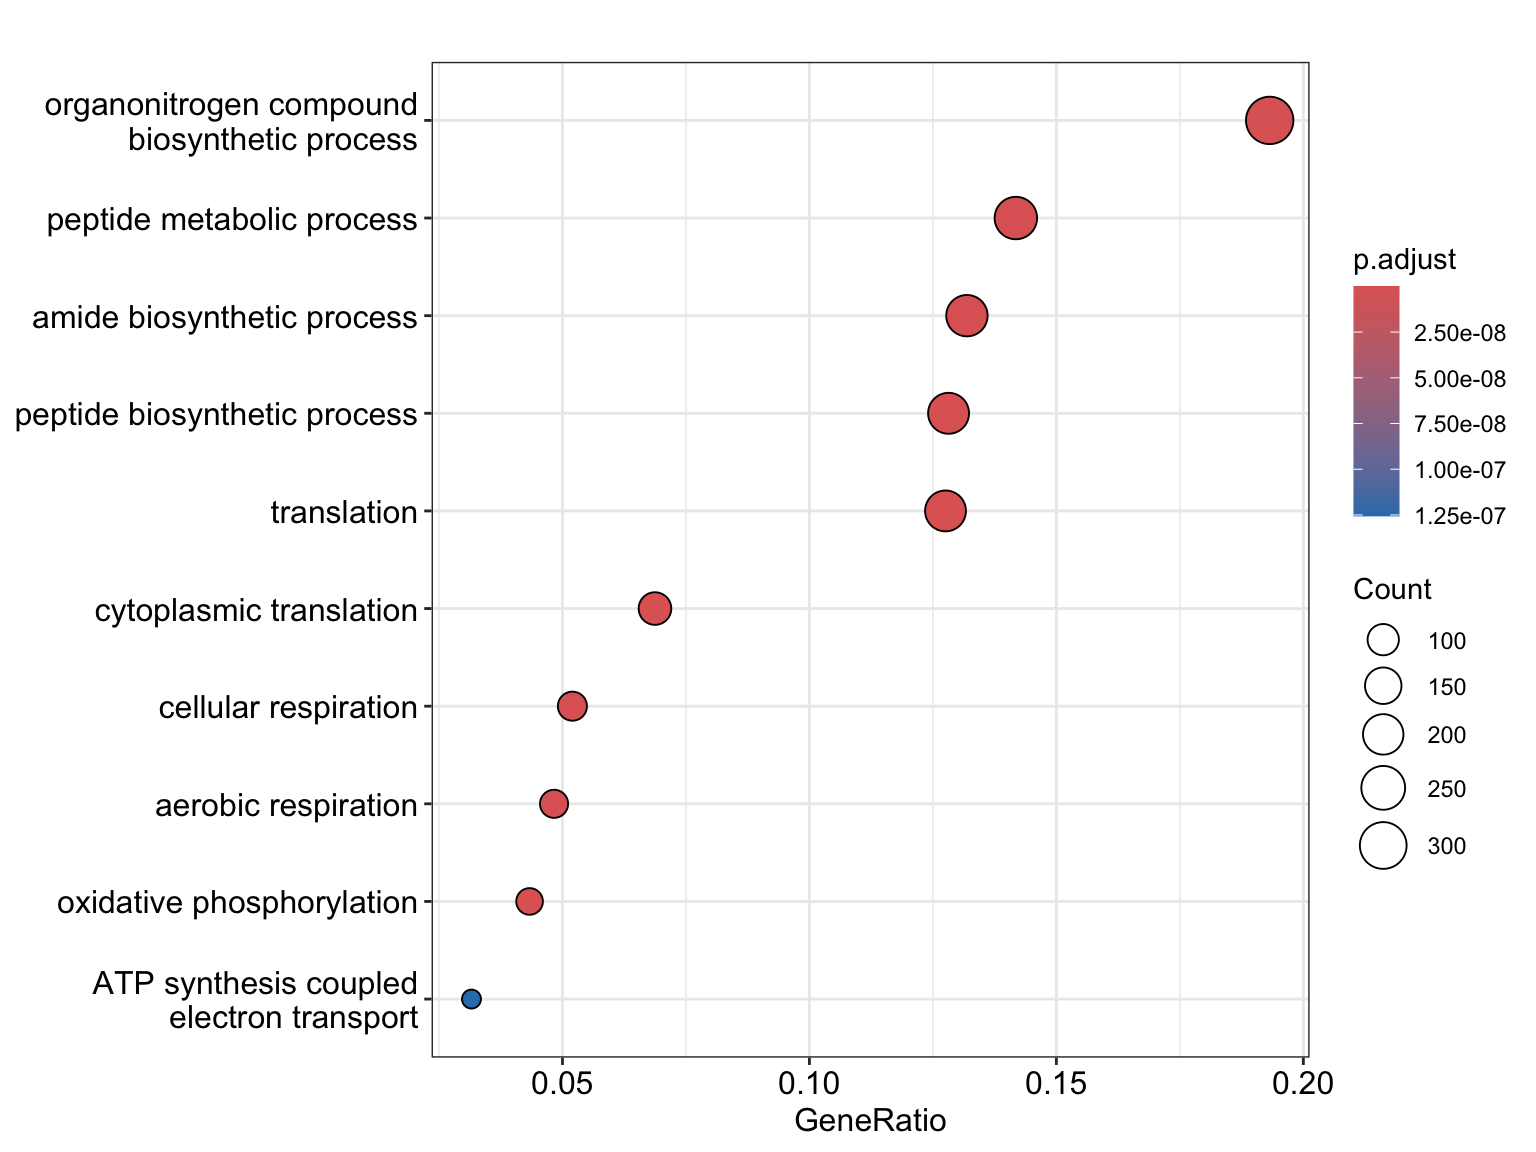 organonitrogen compound
biosynthetic process
peptide metabolic process
amide biosynthetic process
peptide biosynthetic process
translation
cytoplasmic translation
cellular respiration
aerobic respiration
oxidative phosphorylation
ATP synthesis coupled
electron transport
0.05 0.10 0.15 0.20
GeneRatio
p.adjust
2.50e-08
5.00e-08
7.50e-08
1.00e-07
1.25e-07
Count
100
150
200
250
300